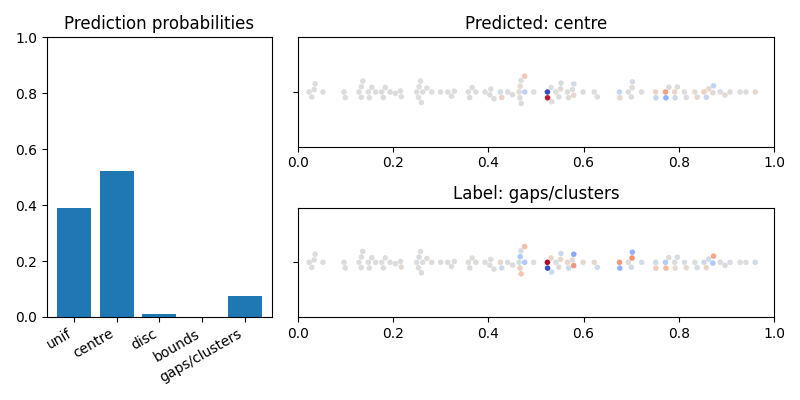 Prediction probabilities
1.0
0.8
0.6
0.4
0.2
0.0
unif
centre
disc
bounds
gaps/clusters
Predicted: centre
0.0 0.2 0.4 0.6 0.8 1.0
Label: gaps/clusters
0.0 0.2 0.4 0.6 0.8 1.0